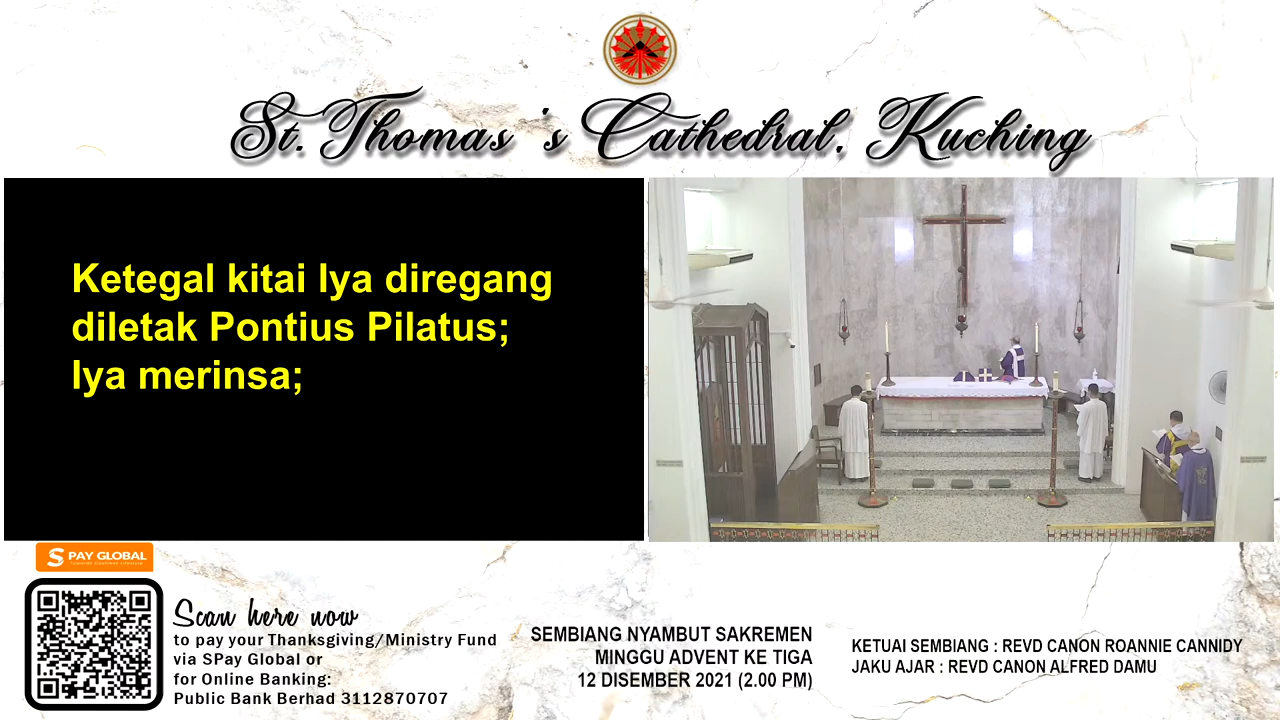 St. Thomas 's Cathedral, Kuching
Ketegal kitai Iya diregang
diletak Pontius Pilatus;
Iya merinsa;
S PAY GLOBAL
Scan here now
to pay your Thanksgiving/Ministry Fund
via SPay Global or
for Online Banking:
Public Bank Berhad 3112870707
SEMBIANG NYAMBUT SAKREMEN
MINGGU ADVENT KE TIGA
12 DISEMBER 2021 (2.00 PM)
KETUAI SEMBIANG : REVD CANON ROANNIE CANNIDY
JAKU AJAR : REVD CANON ALFRED DAMU